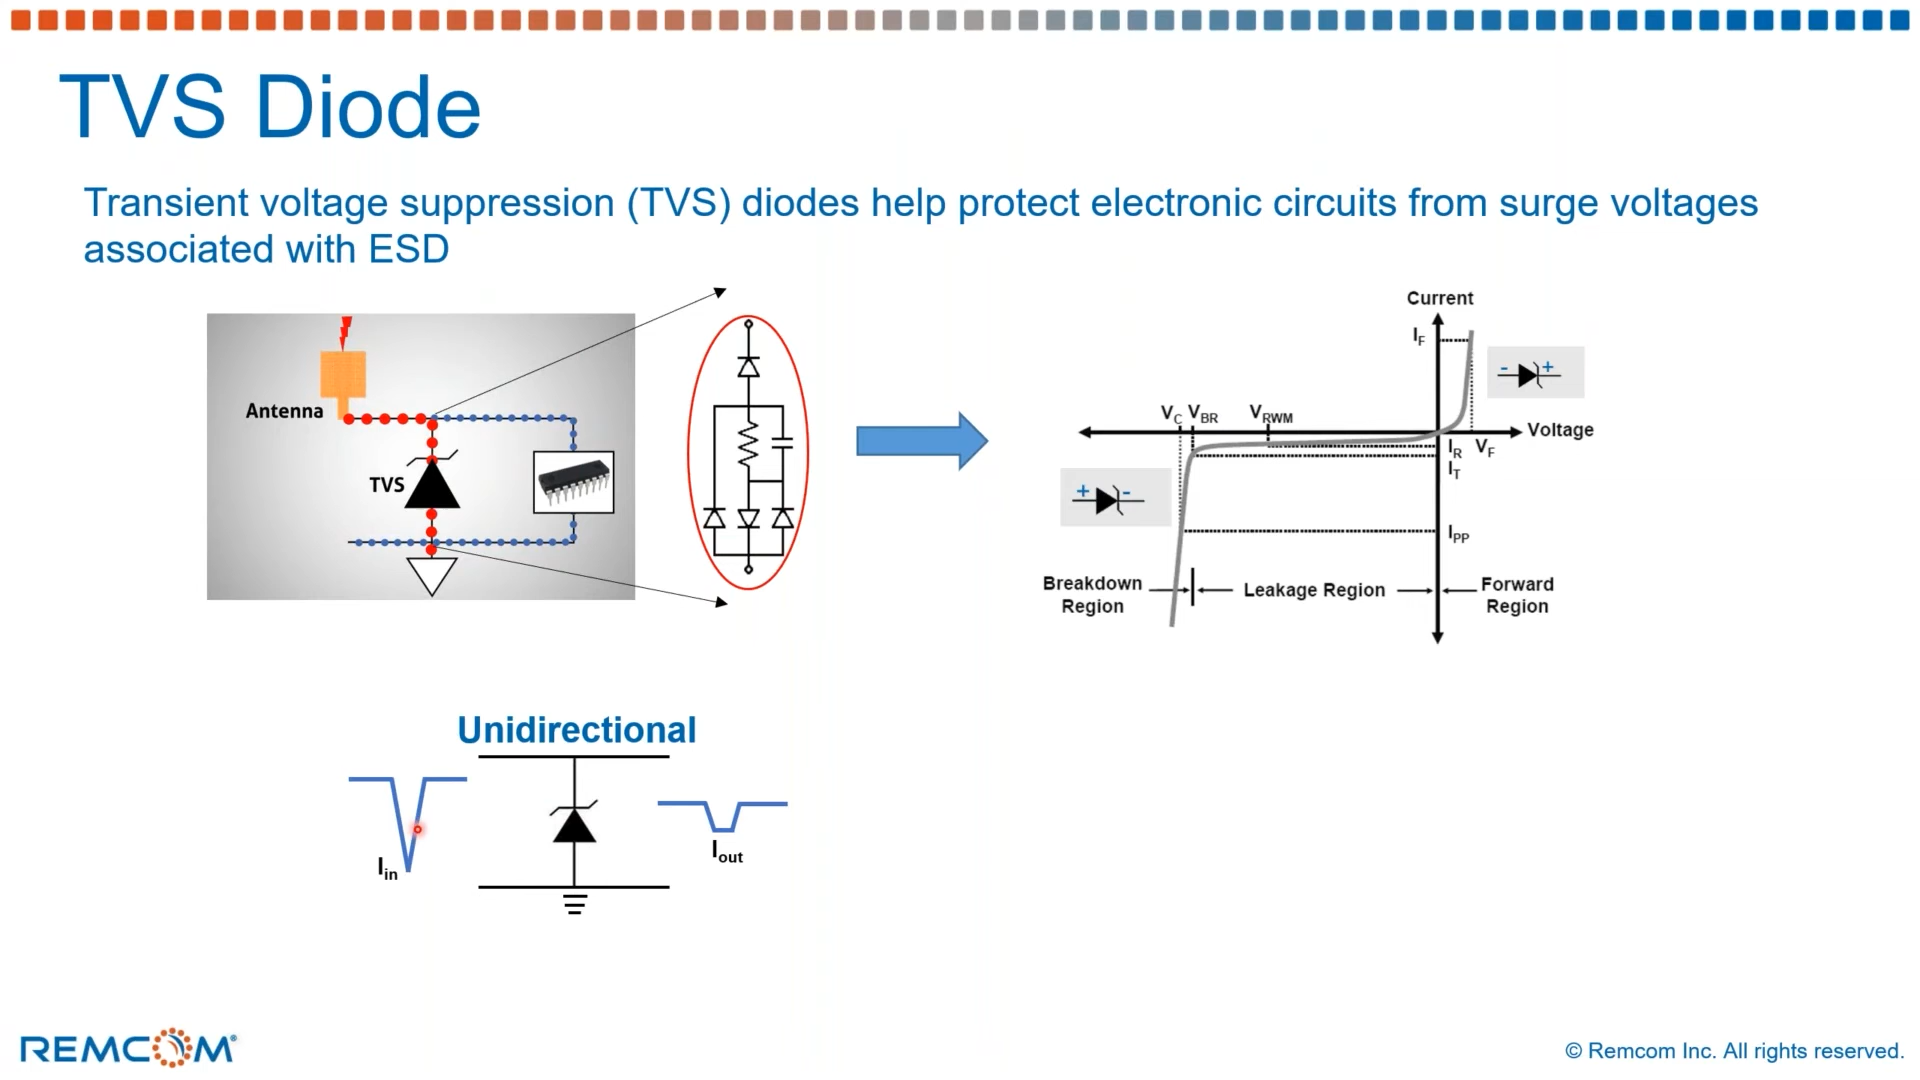 TVS Diode
Transient voltage suppression (TVS) diodes help protect electronic circuits from surge voltages
associated with ESD
Antenna
TVS
Current
I_F
- +
V_C V_BR V_RWM
Voltage
I_R V_F
I_T
+ -
I_PP
Breakdown
Region
Leakage Region
Forward
Region
Unidirectional
I_in
I_out
REMCOM®
© Remcom Inc. All rights reserved.